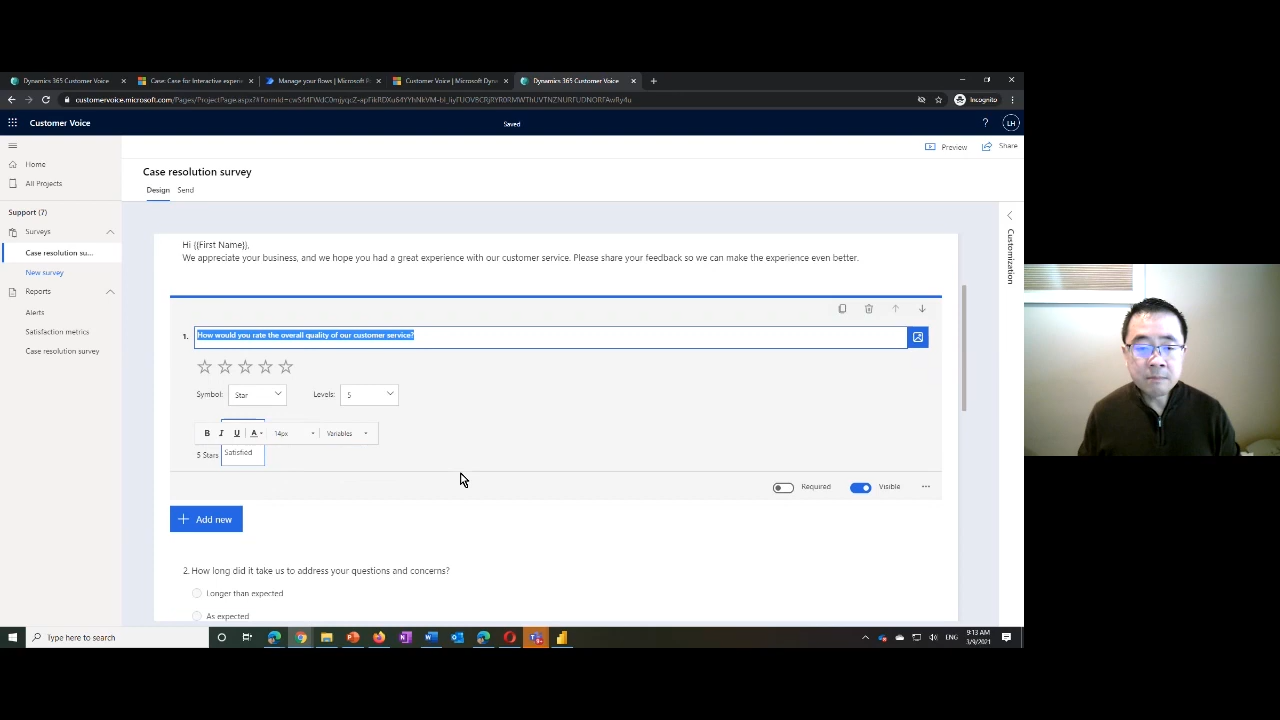 Dynamics 365 Customer Voice
Case: Case for Interactive experi
Manage your flows | Microsoft P
Customer Voice | Microsoft Dyn
Dynamics 365 Customer Voice
Incognito
Customer Voice
Saved
?
LH
Home
All Projects
Support (7)
Surveys
Case resolution su...
New survey
Reports
Alerts
Satisfaction metrics
Case resolution survey
Preview
Share
Case resolution survey
Design
Send
Customization
Hi {{First Name}},
We appreciate your business, and we hope you had a great experience with our customer service. Please share your feedback so we can make the experience even better.
1.
How would you rate the overall quality of our customer service?
Symbol:
Star
Levels:
5
B I U A 14px Variables
5 Stars
Satisfied
Required
Visible
Add new
2. How long did it take us to address your questions and concerns?
Longer than expected
As expected
Type here to search
ENG
9:13 AM
3/9/2021